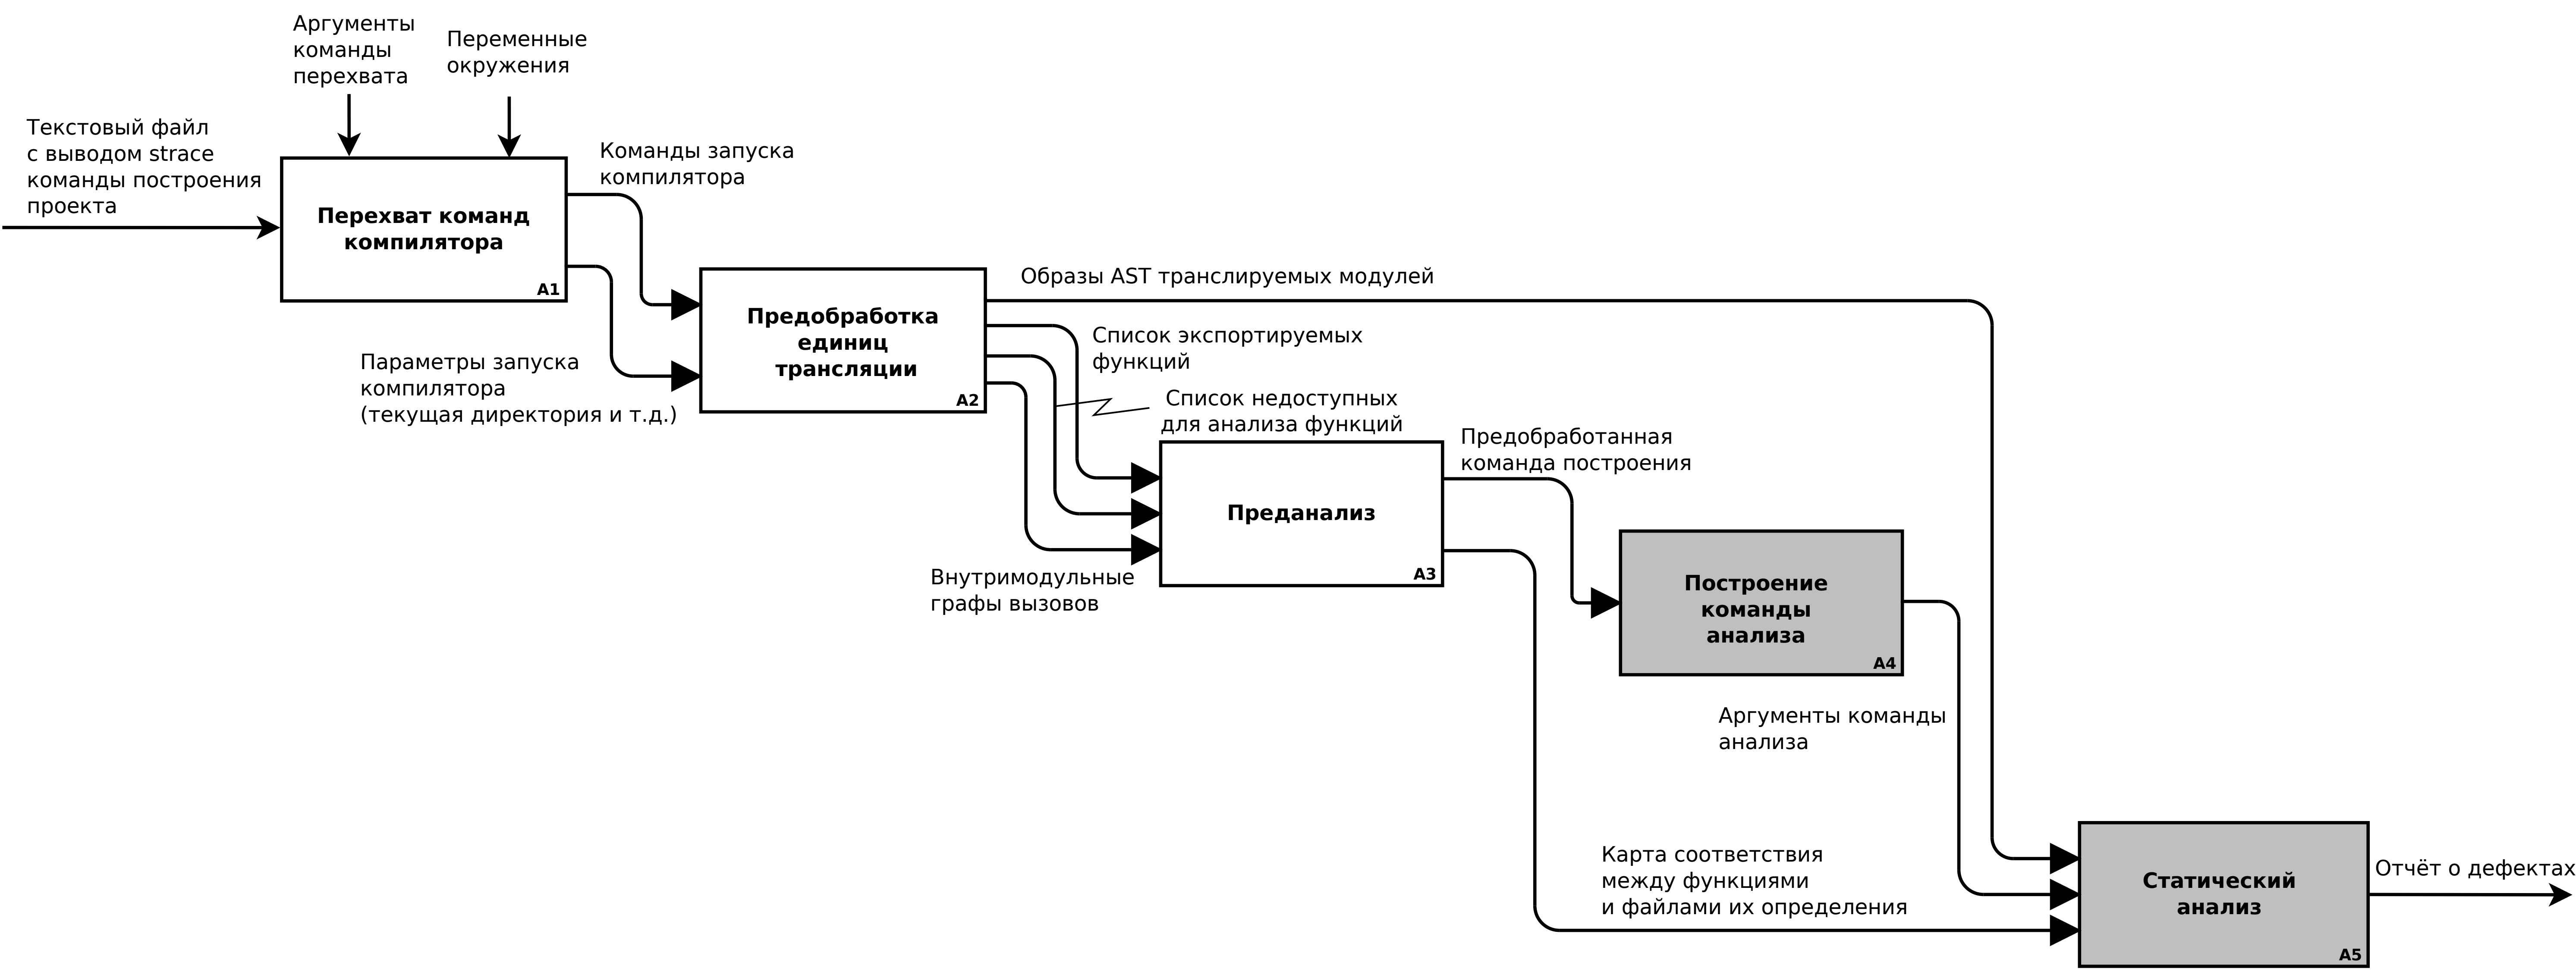 Аргументы
команды
перехвата
Переменные
окружения
Текстовый файл
с выводом strace
команды построения
проекта
Команды запуска
компилятора
Перехват команд
компилятора
A1
Параметры запуска
компилятора
(текущая директория и т.д.)
Предобработка
единиц
трансляции
A2
Образы AST транслируемых модулей
Список экспортируемых
функций
Список недоступных
для анализа функций
Внутримодульные
графы вызовов
Преданализ
A3
Предобработанная
команда построения
Построение
команды
анализа
A4
Аргументы команды
анализа
Карта соответствия
между функциями
и файлами их определения
Статический
анализ
A5
Отчёт о дефектах